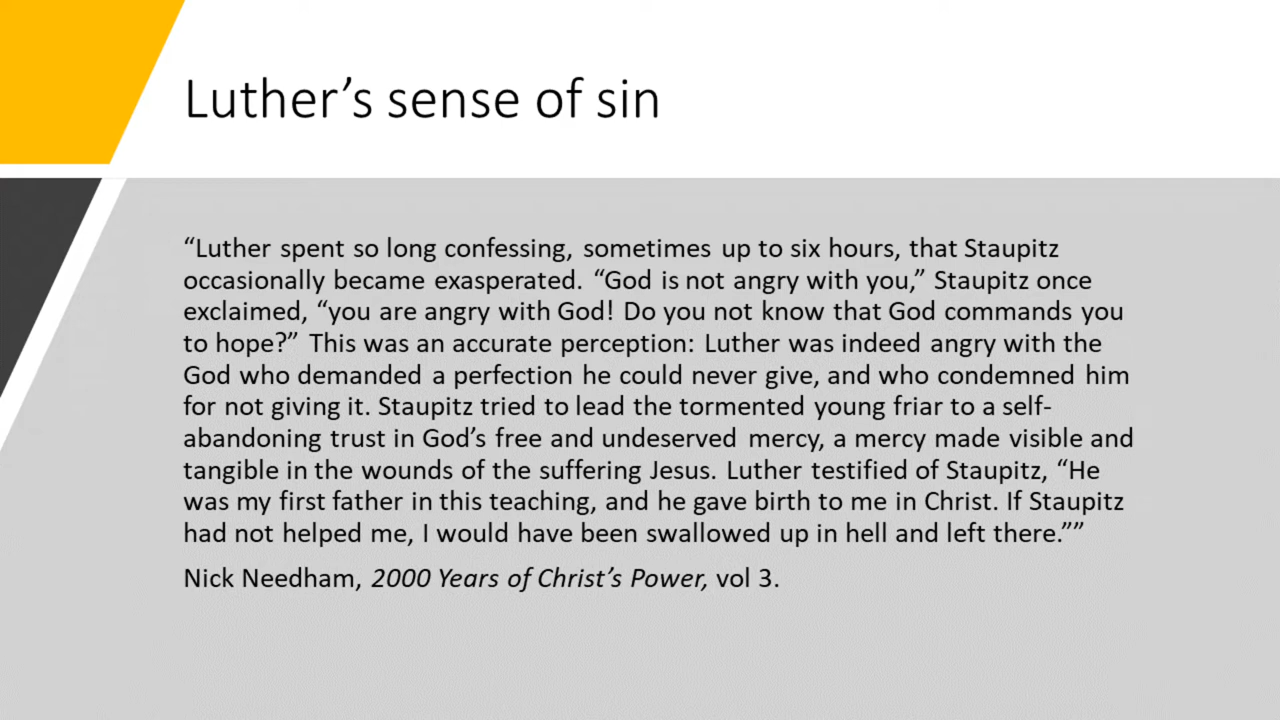 Luther’s sense of sin
“Luther spent so long confessing, sometimes up to six hours, that Staupitz
occasionally became exasperated. “God is not angry with you,” Staupitz once
exclaimed, “you are angry with God! Do you not know that God commands you
to hope?” This was an accurate perception: Luther was indeed angry with the
God who demanded a perfection he could never give, and who condemned him
for not giving it. Staupitz tried to lead the tormented young friar to a self-
abandoning trust in God’s free and undeserved mercy, a mercy made visible and
tangible in the wounds of the suffering Jesus. Luther testified of Staupitz, “He
was my first father in this teaching, and he gave birth to me in Christ. If Staupitz
had not helped me, I would have been swallowed up in hell and left there.””
Nick Needham, 2000 Years of Christ’s Power, vol 3.